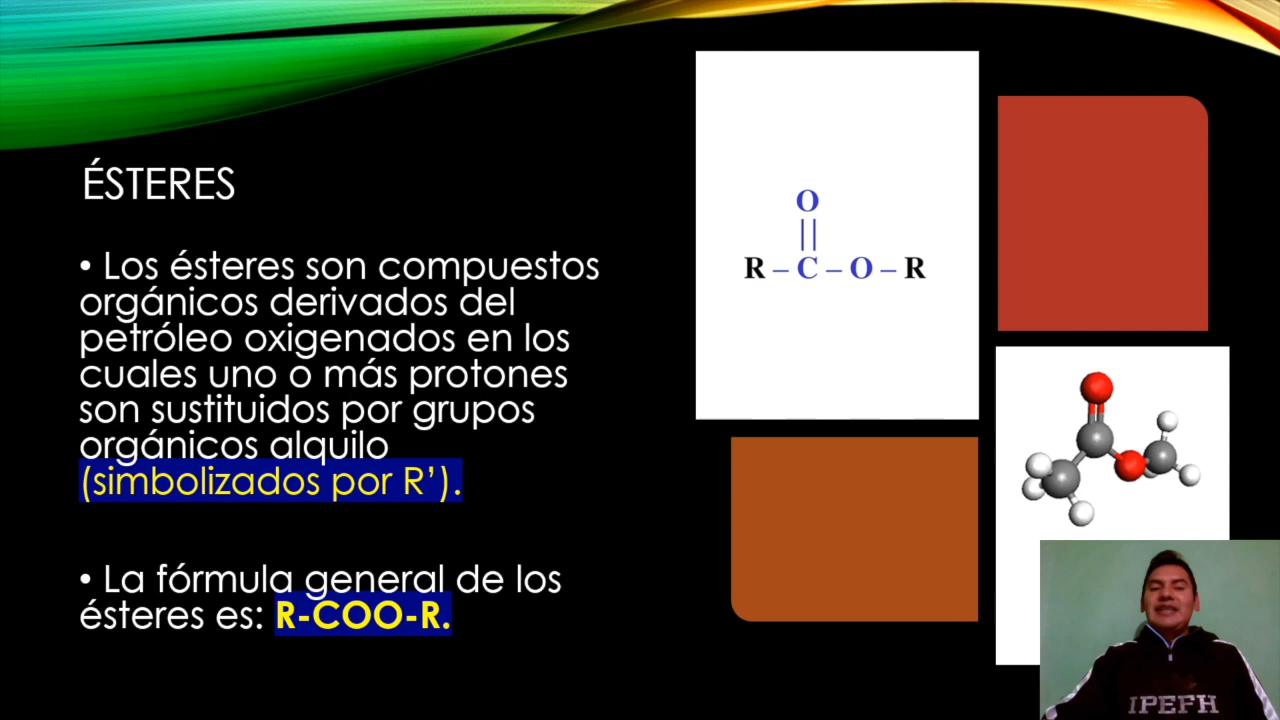 ÉSTERES
• Los ésteres son compuestos
orgánicos derivados del
petróleo oxigenados en los
cuales uno o más protones
son sustituidos por grupos
orgánicos alquilo
(simbolizados por R’).
• La fórmula general de los
ésteres es: R-COO-R.
O
||
R – C – O – R
IPEFH